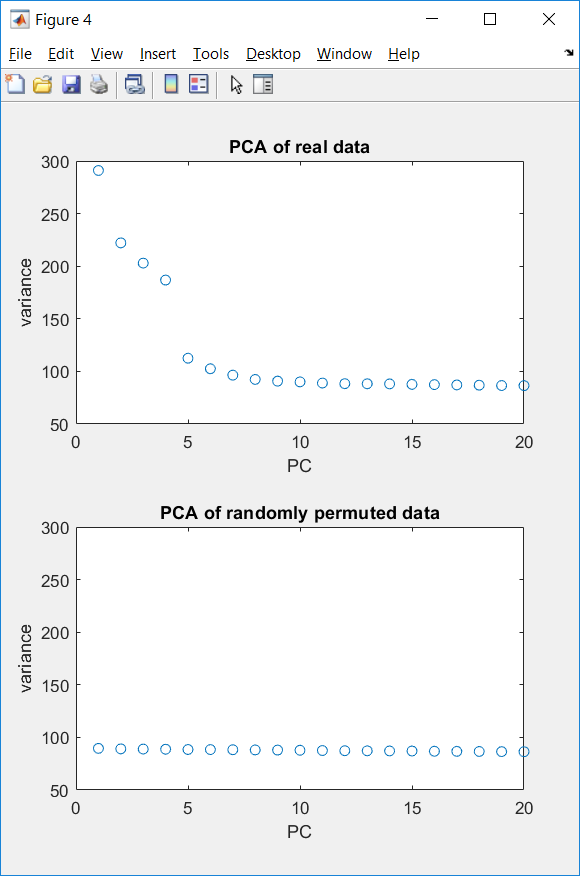 Figure 4
File Edit View Insert Tools Desktop Window Help
PCA of real data
300
250
200
150
100
50
variance
0 5 10 15 20
PC
PCA of randomly permuted data
300
250
200
150
100
50
variance
0 5 10 15 20
PC